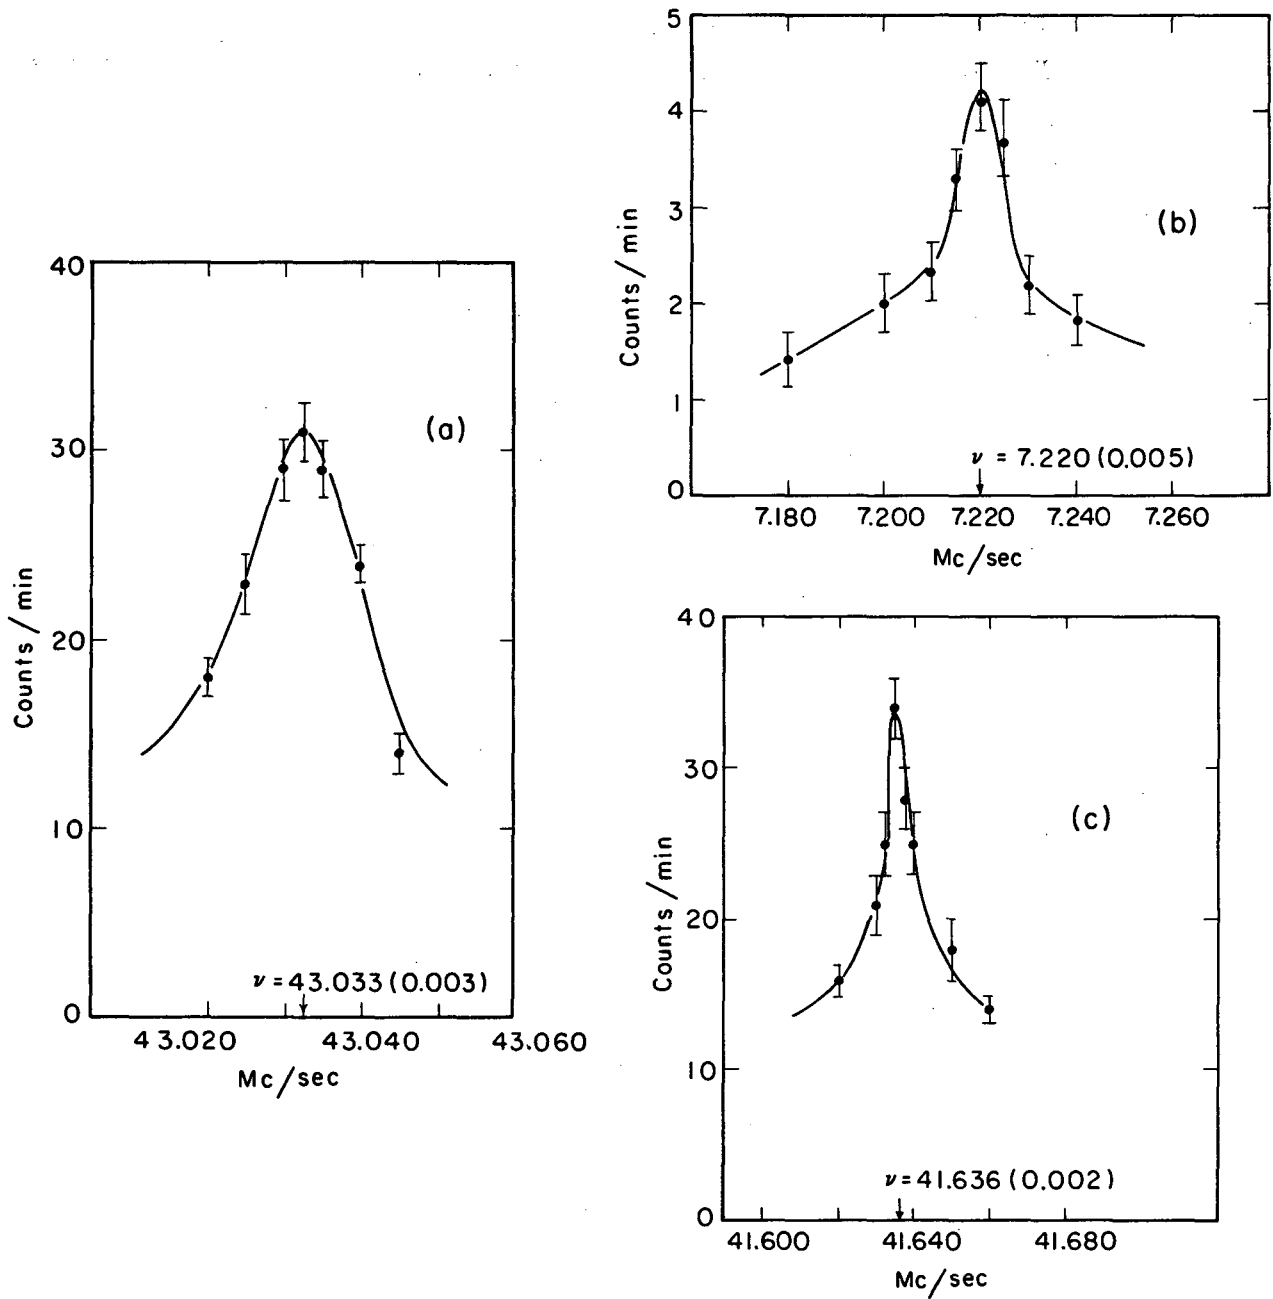 40
30
20
10
0
Counts / min
(a)
ν = 43.033 (0.003)
43.020 43.040 43.060
Mc/sec
5
4
3
2
1
0
Counts / min
(b)
ν = 7.220 (0.005)
7.180 7.200 7.220 7.240 7.260
Mc/sec
40
30
20
10
0
Counts /min
(c)
ν = 41.636 (0.002)
41.600 41.640 41.680
Mc/sec